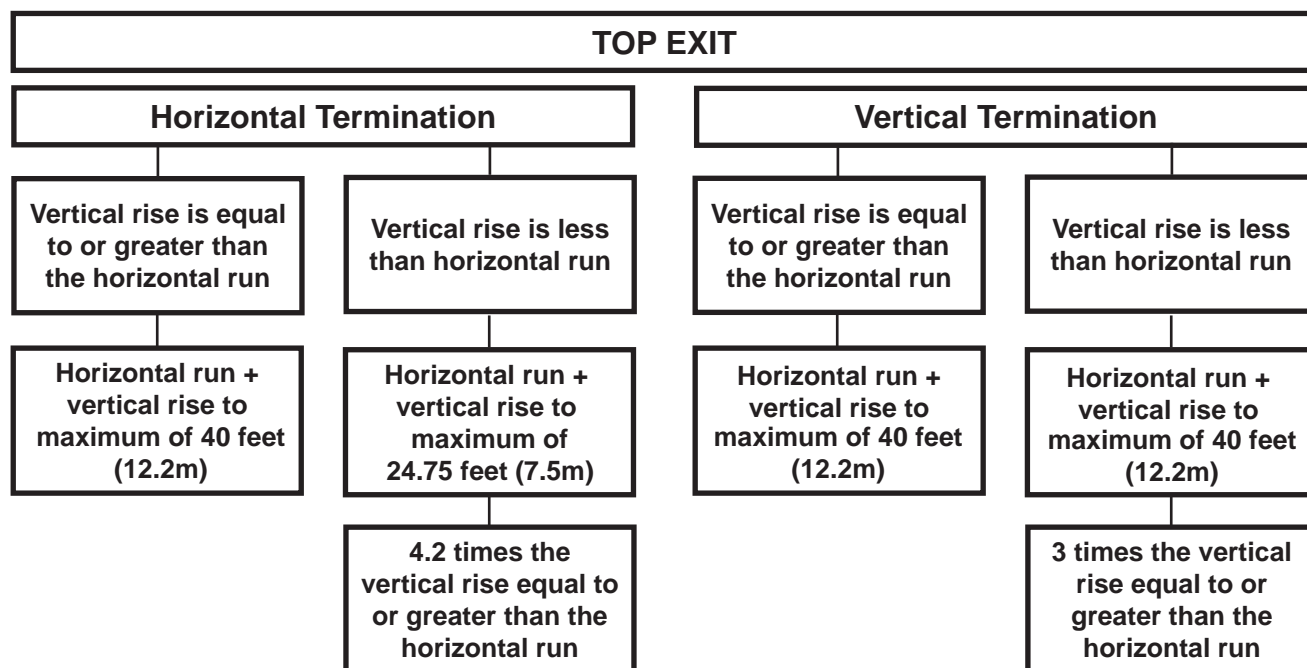 TOP EXIT
Horizontal Termination
Vertical Termination
Vertical rise is equal
to or greater than
the horizontal run
Vertical rise is less
than horizontal run
Vertical rise is equal
to or greater than
the horizontal run
Vertical rise is less
than horizontal run
Horizontal run +
vertical rise to
maximum of 40 feet
(12.2m)
Horizontal run +
vertical rise to
maximum of
24.75 feet (7.5m)
Horizontal run +
vertical rise to
maximum of 40 feet
(12.2m)
Horizontal run +
vertical rise to
maximum of 40 feet
(12.2m)
4.2 times the
vertical rise equal to
or greater than the
horizontal run
3 times the vertical
rise equal to or
greater than the
horizontal run